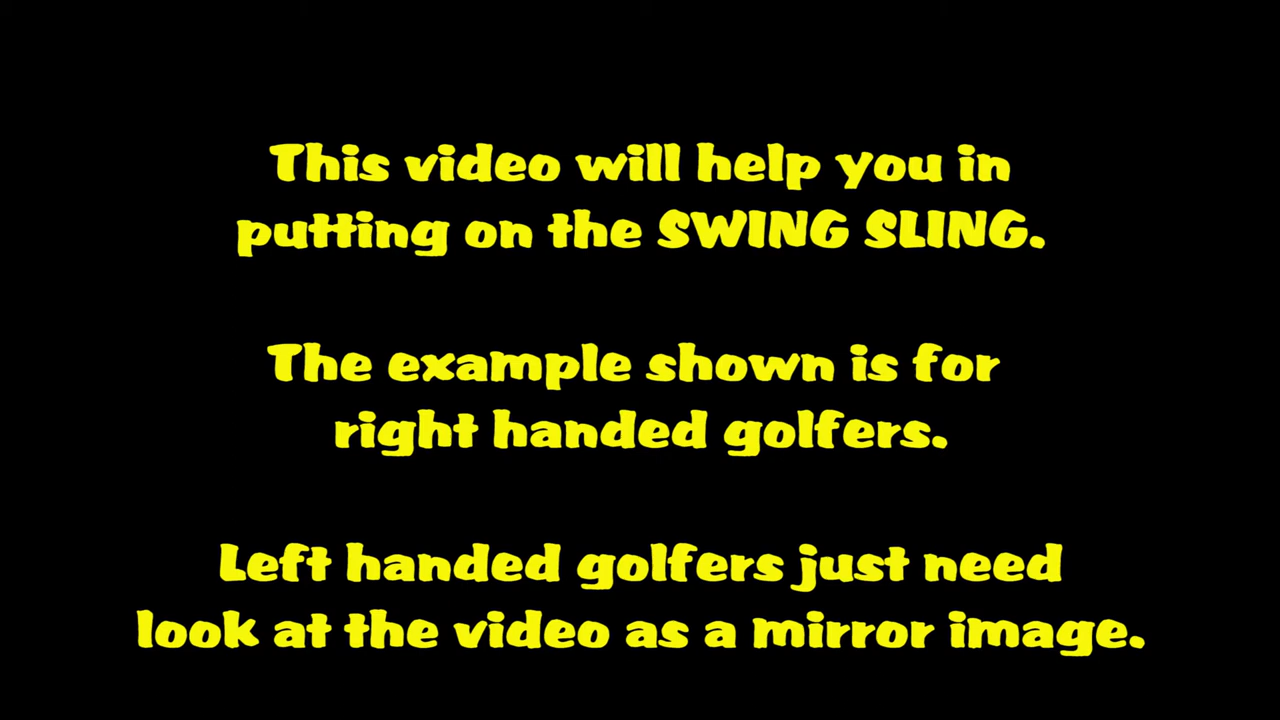 This video will help you in
putting on the SWING SLING.
The example shown is for
right handed golfers.
Left handed golfers just need
look at the video as a mirror image.